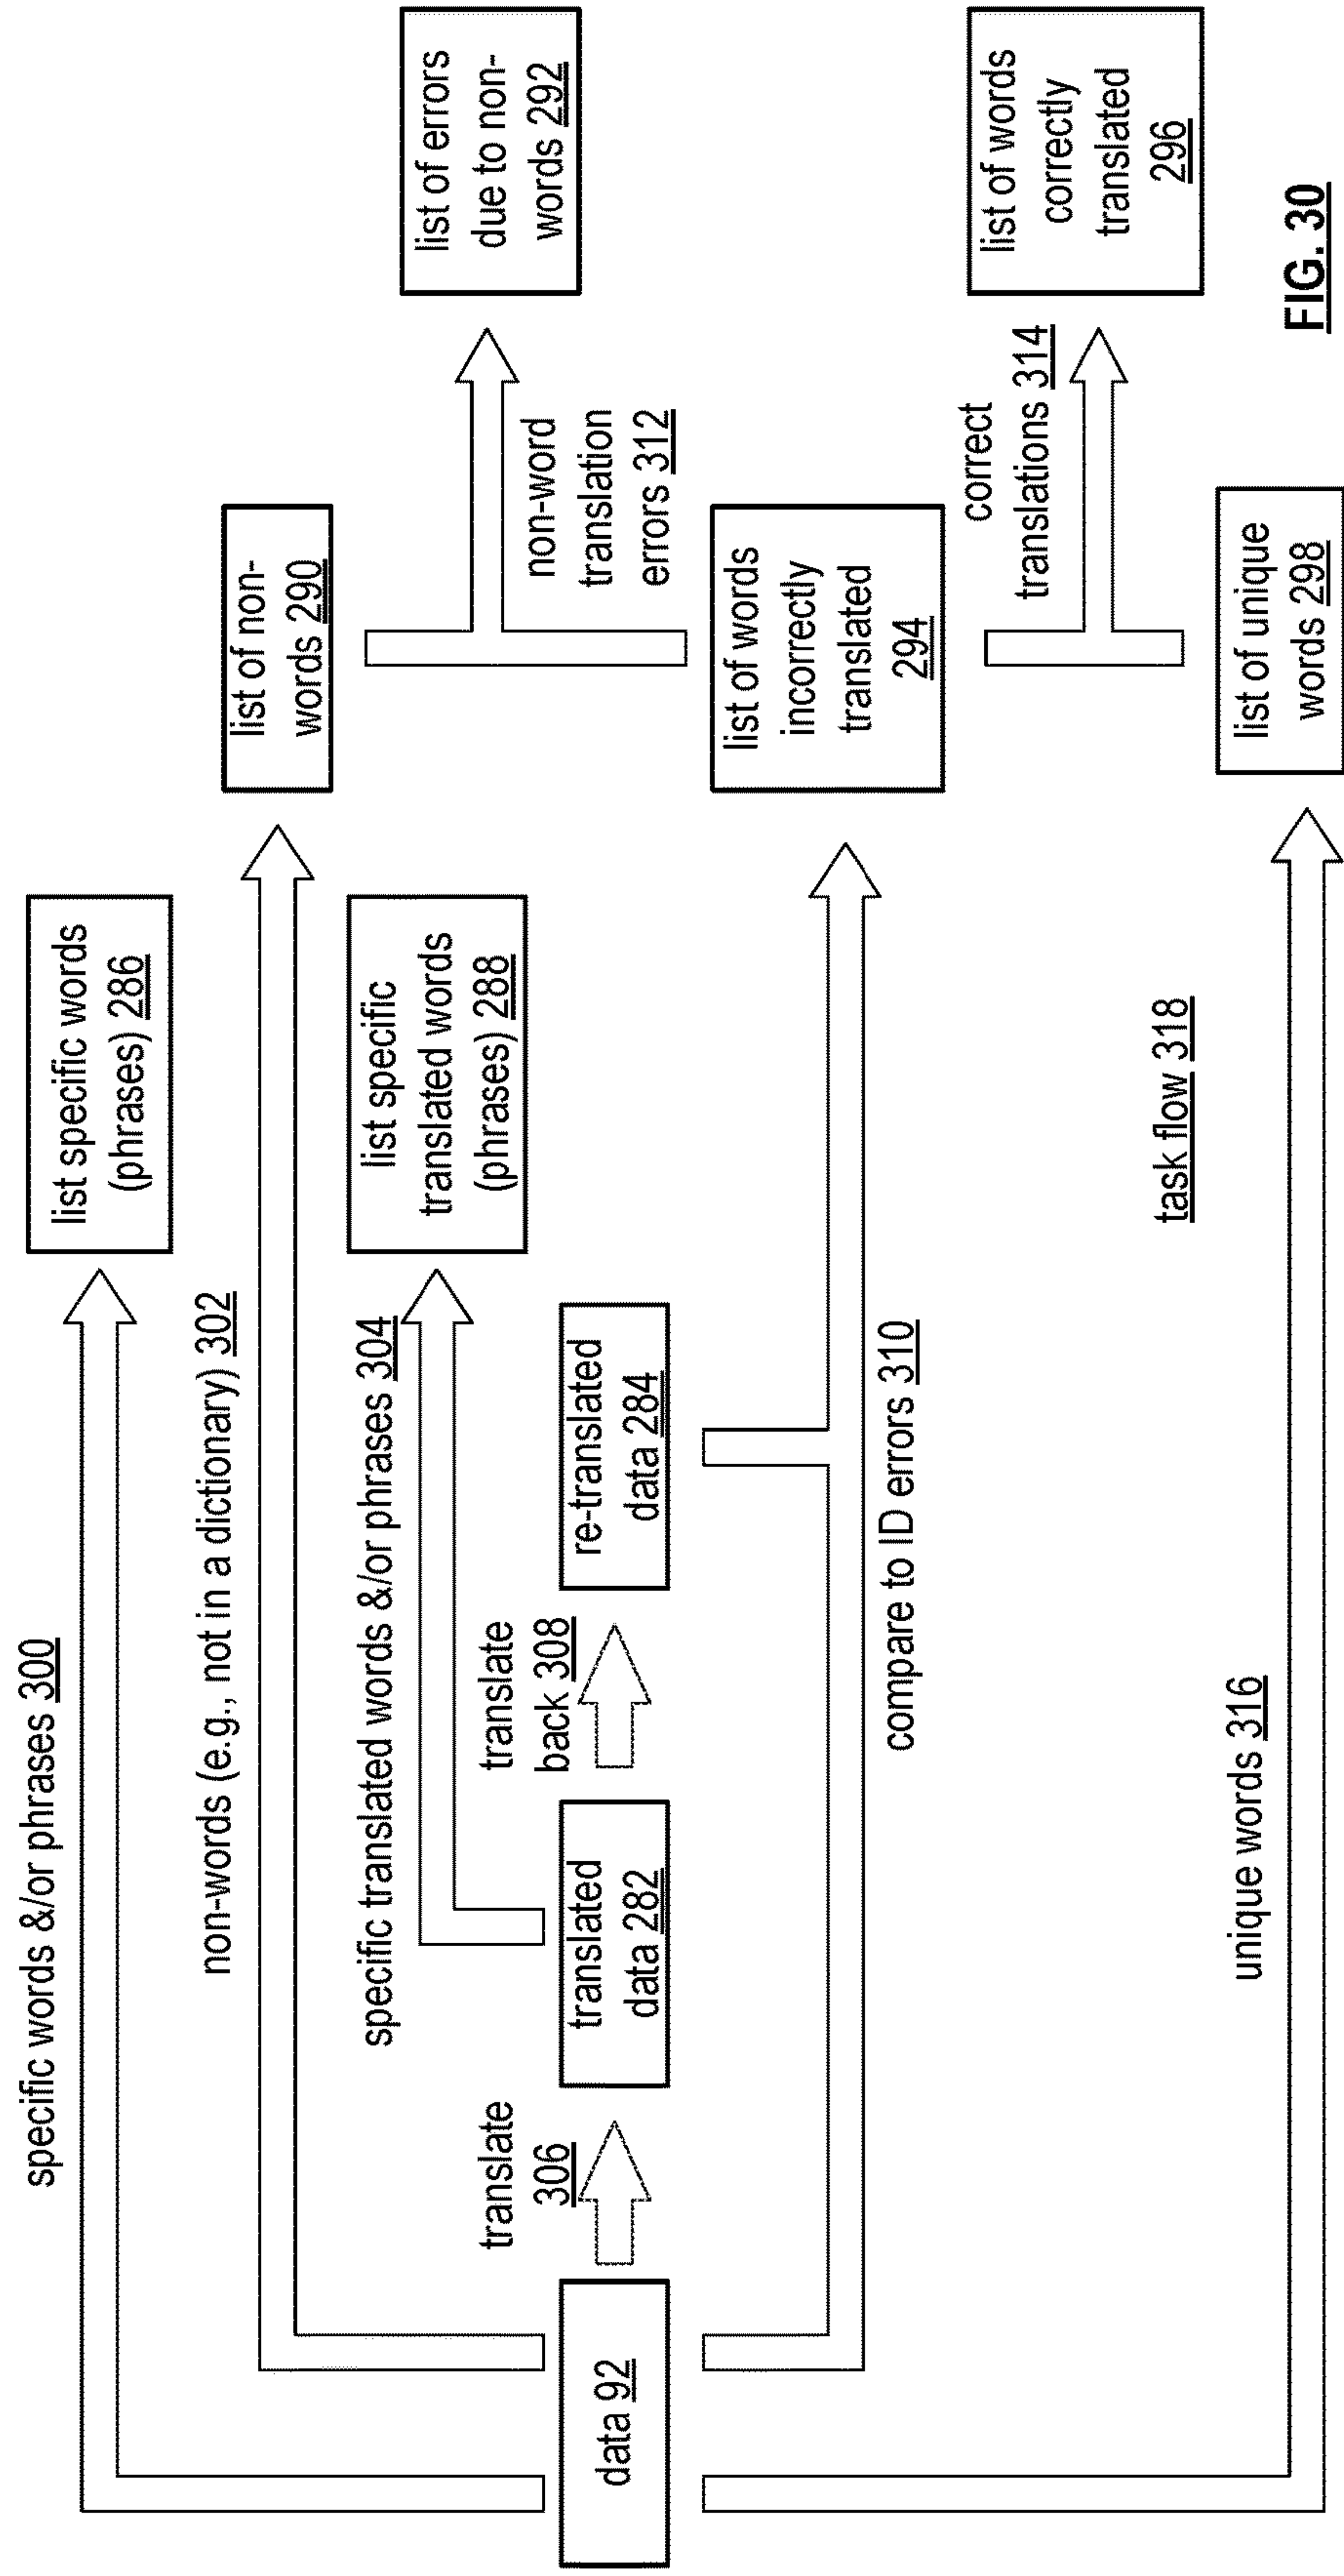 specific words &/or phrases 300
list specific words
(phrases) 286
non-words (e.g., not in a dictionary) 302
list of non-
words 290
specific translated words &/or phrases 304
list specific
translated words
(phrases) 288
list of errors
due to non-
words 292
non-word
translation
errors 312
data 92
translate
306
translated
data 282
translate
back 308
re-translated
data 284
compare to ID errors 310
list of words
incorrectly
translated
294
correct
translations 314
list of words
correctly
translated
296
task flow 318
unique words 316
list of unique
words 298
FIG. 30